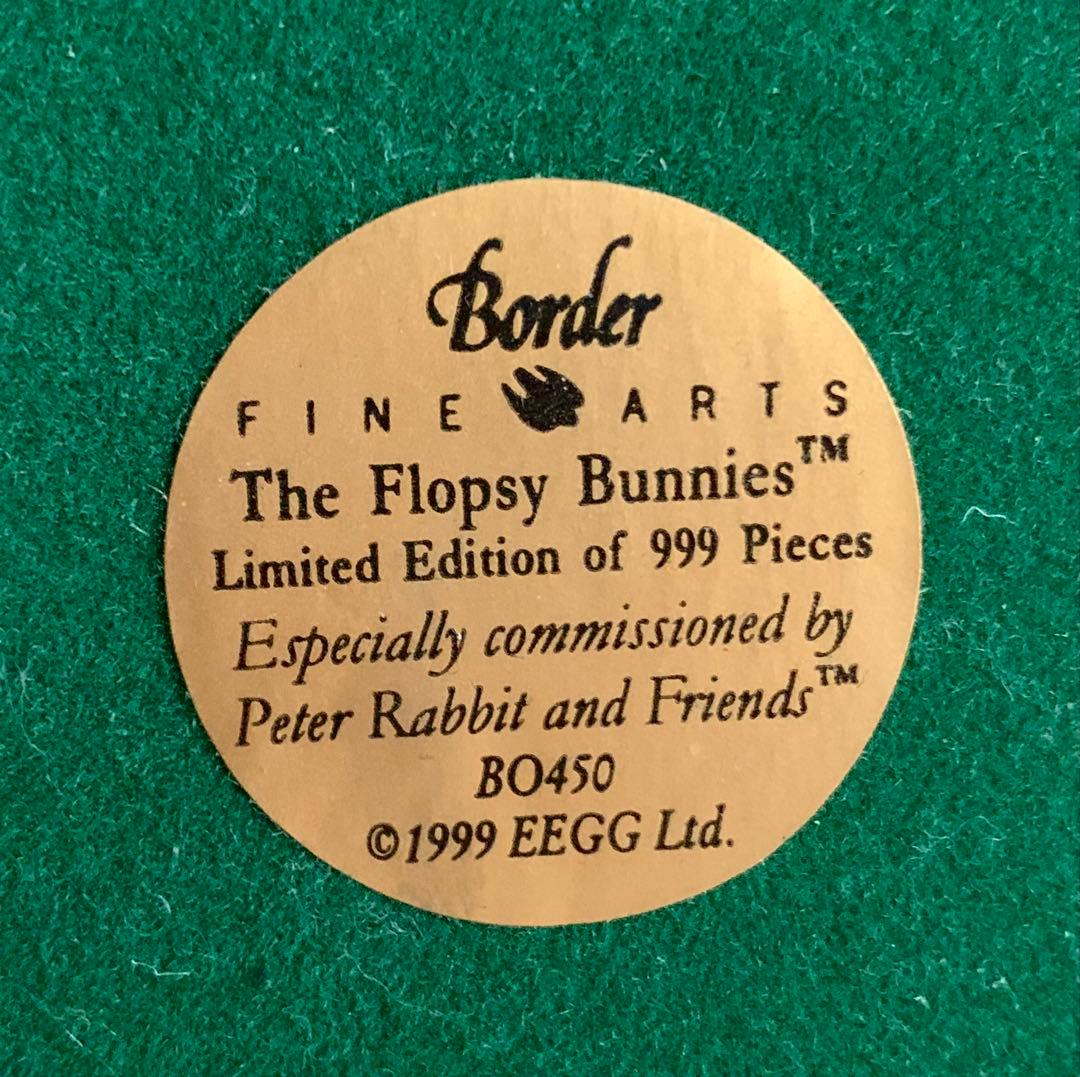 Border
FINE ARTS
The Flopsy Bunnies™
Limited Edition of 999 Pieces
Especially commissioned by
Peter Rabbit and Friends™
BO450
©1999 EEGG Ltd.